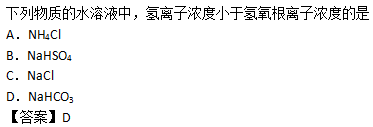 下列物质的水溶液中，氢离子浓度小于氢氧根离子浓度的是
A．NH₄Cl
B．NaHSO₄
C．NaCl
D．NaHCO₃
【答案】D